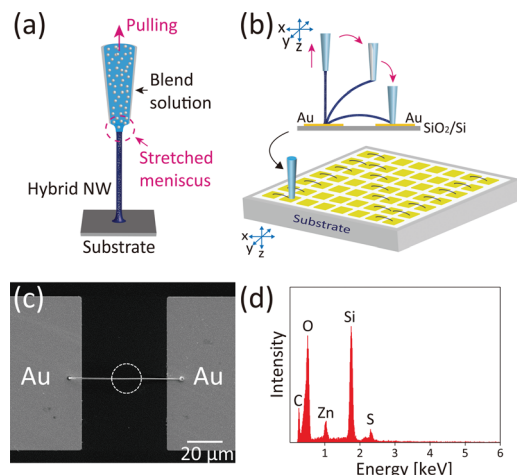 (a)
Pulling
Blend
solution
Stretched
meniscus
Hybrid NW
Substrate
(b)
x
y
z
Au
Au
SiO₂/Si
Substrate
x
y
z
(c)
Au
Au
20 μm
(d)
Intensity
C
O
Zn
Si
S
0 1 2 3 4 5 6
Energy [keV]